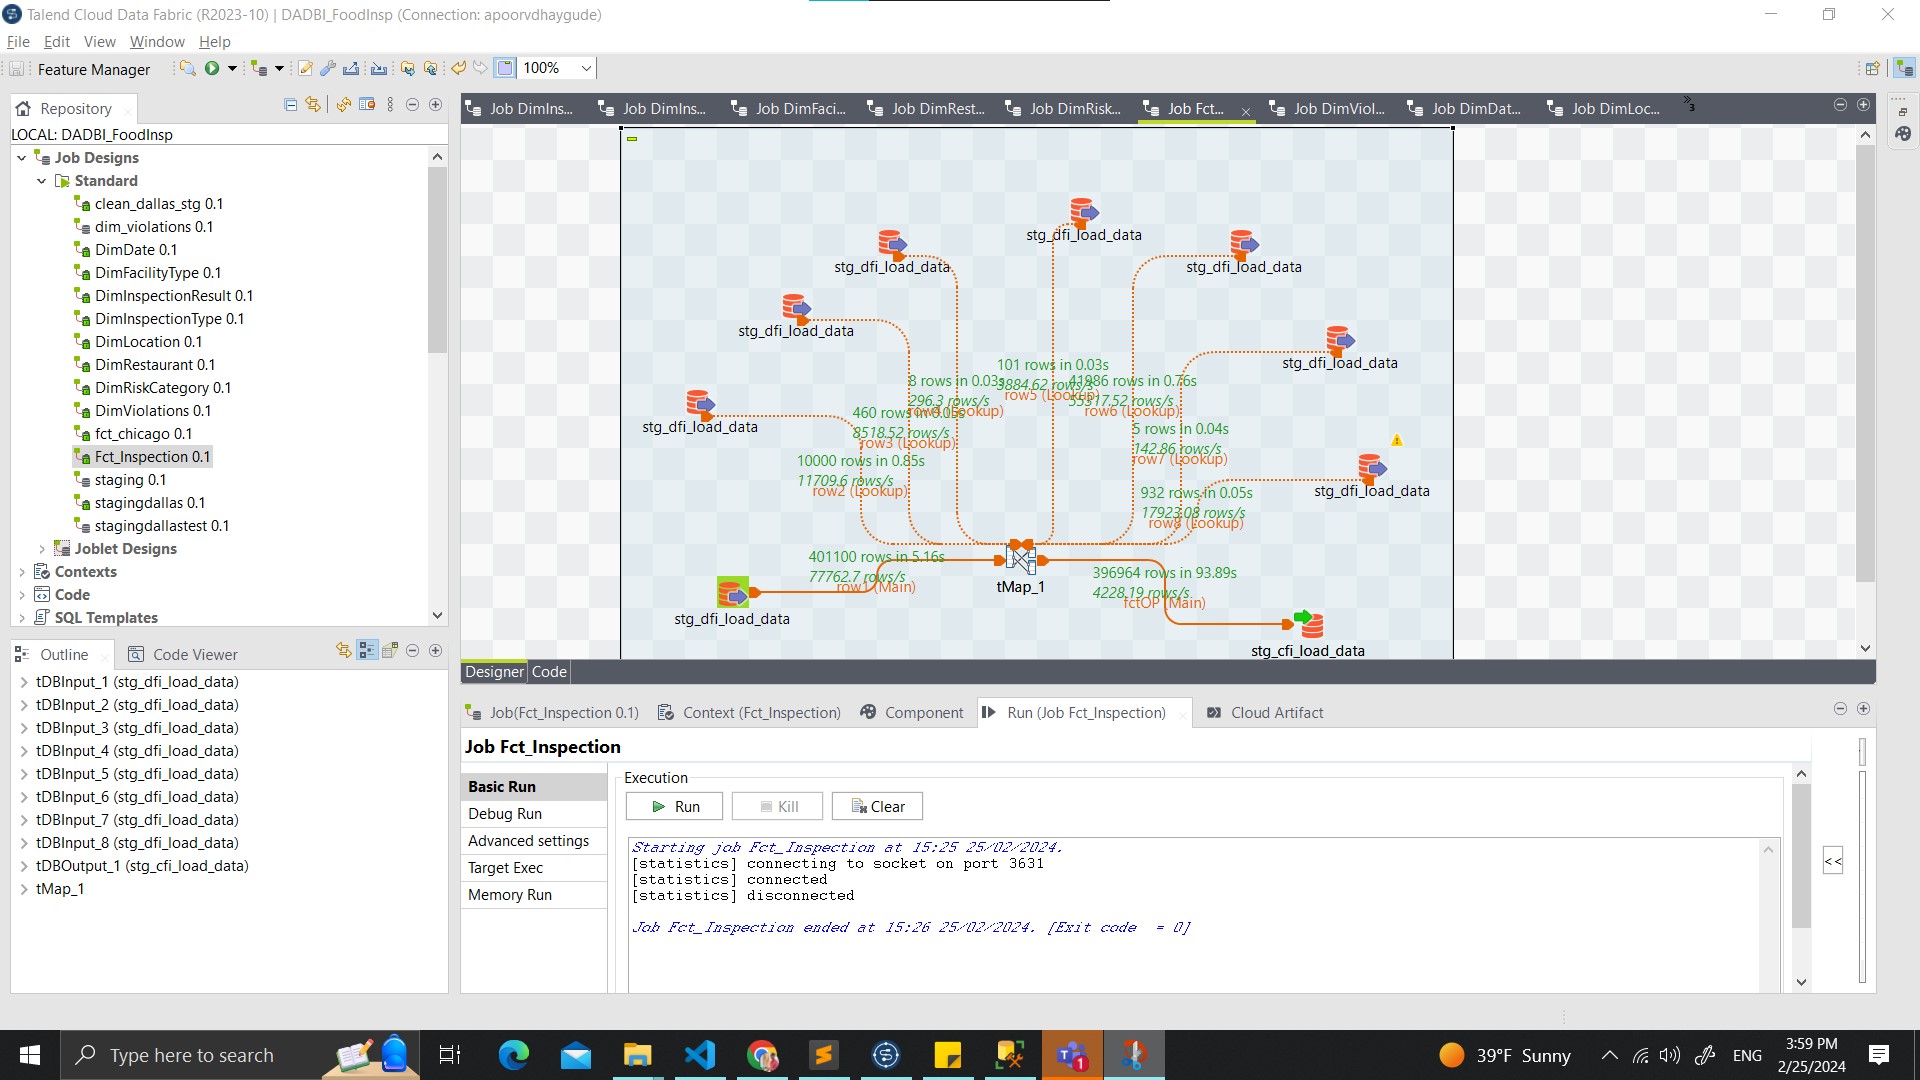 Talend Cloud Data Fabric (R2023-10) | DADBI_FoodInsp (Connection: apoorvdhaygude)
File Edit View Window Help
Feature Manager
100%
Repository
LOCAL: DADBI_FoodInsp
Job Designs
Standard
clean_dallas_stg 0.1
dim_violations 0.1
DimDate 0.1
DimFacilityType 0.1
DimInspectionResult 0.1
DimInspectionType 0.1
DimLocation 0.1
DimRestaurant 0.1
DimRiskCategory 0.1
DimViolations 0.1
fct_chicago 0.1
Fct_Inspection 0.1
staging 0.1
stagingdallas 0.1
stagingdallastest 0.1
Joblet Designs
Contexts
Code
SQL Templates
Outline
Code Viewer
tDBInput_1 (stg_dfi_load_data)
tDBInput_2 (stg_dfi_load_data)
tDBInput_3 (stg_dfi_load_data)
tDBInput_4 (stg_dfi_load_data)
tDBInput_5 (stg_dfi_load_data)
tDBInput_6 (stg_dfi_load_data)
tDBInput_7 (stg_dfi_load_data)
tDBInput_8 (stg_dfi_load_data)
tDBOutput_1 (stg_cfi_load_data)
tMap_1
Job DimIns...
Job DimIns...
Job DimFaci...
Job DimRest...
Job DimRisk...
Job Fct...
Job DimViol...
Job DimDat...
Job DimLoc...
»3
stg_dfi_load_data
stg_dfi_load_data
stg_dfi_load_data
stg_dfi_load_data
stg_dfi_load_data
stg_dfi_load_data
stg_dfi_load_data
101 rows in 0.03s
3884.62 rows/s
row5 (Lookup)
8 rows in 0.03s
296.3 rows/s
row4 (Lookup)
41986 rows in 0.76s
55317.52 rows/s
row6 (Lookup)
460 rows in 0.05s
8518.52 rows/s
row3 (Lookup)
5 rows in 0.04s
142.86 rows/s
row7 (Lookup)
10000 rows in 0.85s
11709.6 rows/s
row2 (Lookup)
932 rows in 0.05s
17923.08 rows/s
row8 (Lookup)
401100 rows in 5.16s
77762.7 rows/s
row1 (Main)
tMap_1
396964 rows in 93.89s
4228.19 rows/s
fctOP (Main)
stg_dfi_load_data
stg_cfi_load_data
Designer Code
Job(Fct_Inspection 0.1)
Context (Fct_Inspection)
Component
Run (Job Fct_Inspection)
Cloud Artifact
Job Fct_Inspection
Basic Run
Debug Run
Advanced settings
Target Exec
Memory Run
Execution
Run
Kill
Clear
Starting job Fct_Inspection at 15:25 25/02/2024.
[statistics] connecting to socket on port 3631
[statistics] connected
[statistics] disconnected
Job Fct_Inspection ended at 15:26 25/02/2024. [Exit code  = 0]
<<
Type here to search
1
39°F Sunny
ENG
3:59 PM
2/25/2024